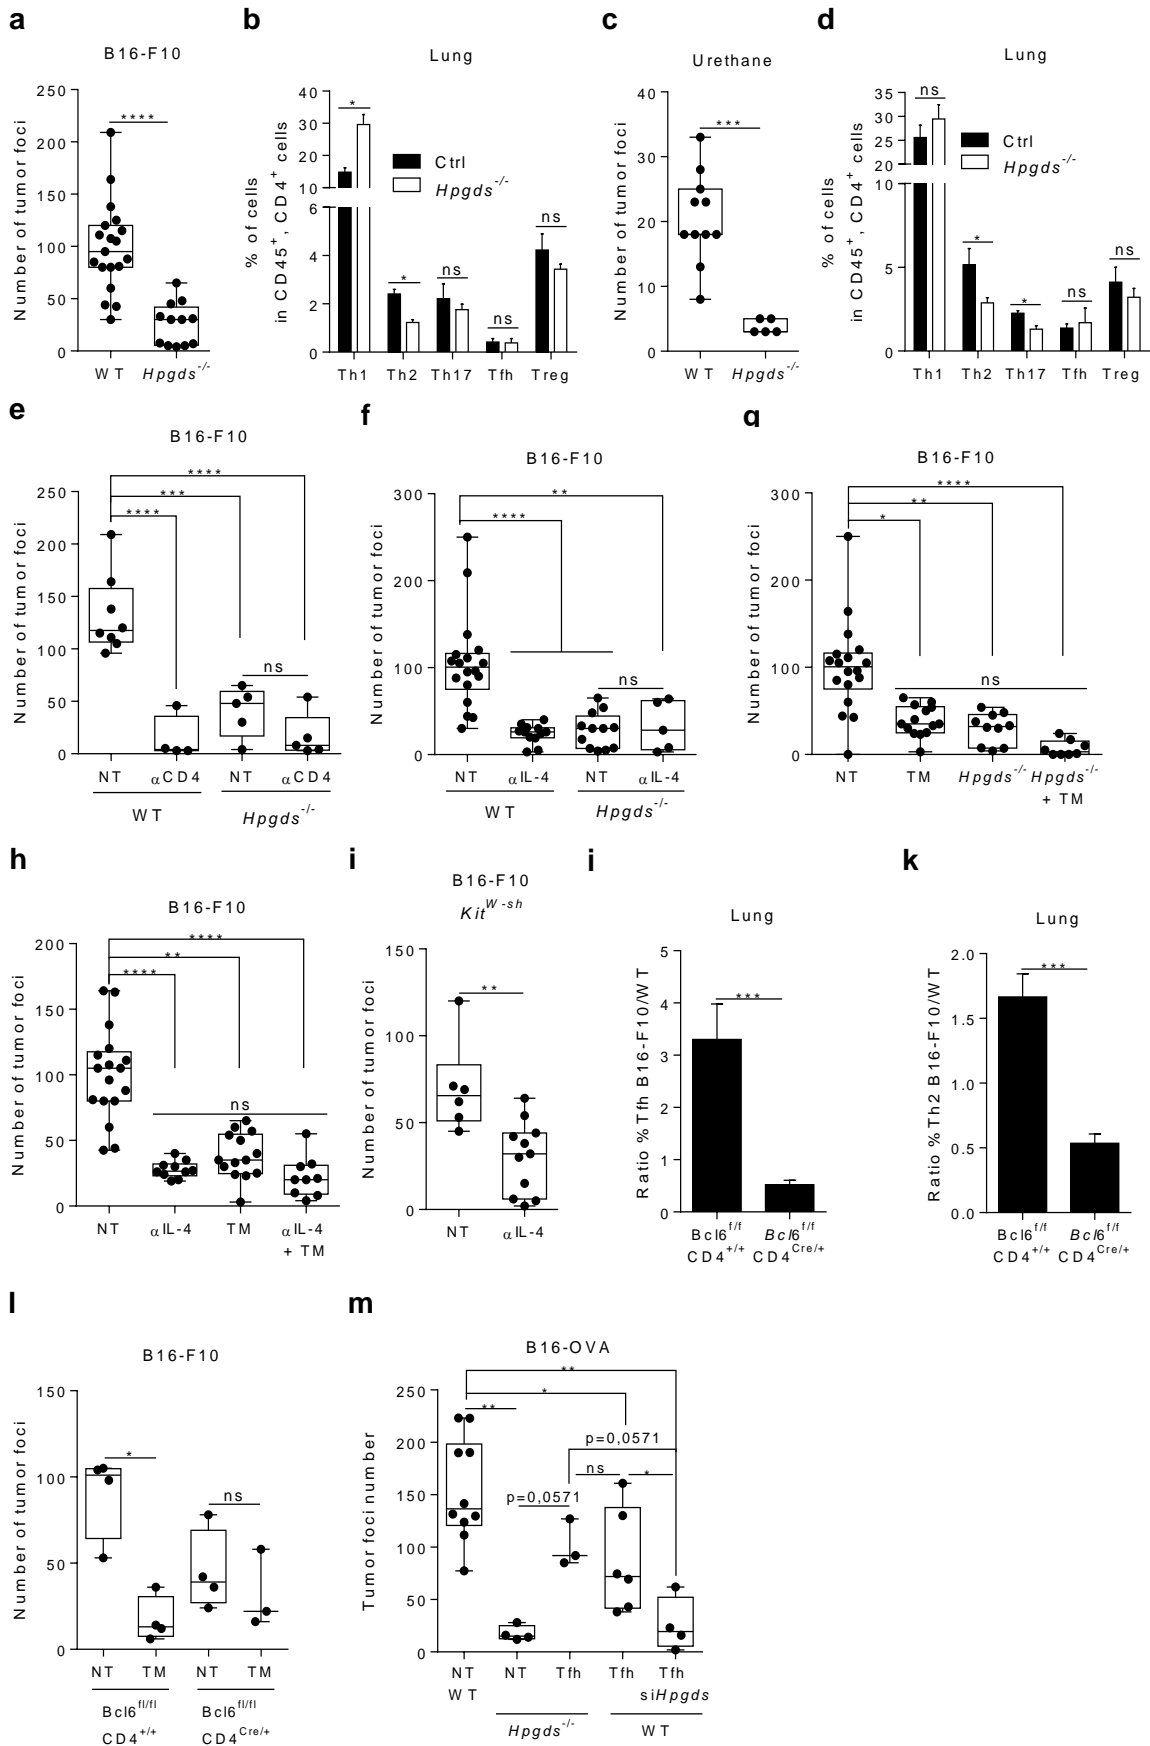 a
B16-F10
Number of tumor foci
250
200
150
100
50
0
****
WT
Hpgds-/-
b
Lung
% of cells
in CD45+, CD4+ cells
40
30
20
10
6
4
2
0
*
*
ns
ns
ns
Ctrl
Hpgds-/-
Th1 Th2 Th17 Tfh Treg
c
Urethane
Number of tumor foci
40
30
20
10
0
***
WT
Hpgds-/-
d
Lung
% of cells
in CD45+, CD4+ cells
35
30
25
20
10
5
0
ns
*
*
ns
ns
Ctrl
Hpgds-/-
Th1 Th2 Th17 Tfh Treg
e
B16-F10
Number of tumor foci
250
200
150
100
50
0
****
***
****
ns
NT αCD4 NT αCD4
WT Hpgds-/-
f
B16-F10
Number of tumor foci
300
200
100
0
**
****
ns
NT αIL-4 NT αIL-4
WT Hpgds-/-
g
B16-F10
Number of tumor foci
300
200
100
0
****
**
*
ns
NT TM Hpgds-/- Hpgds-/-
+ TM
h
B16-F10
Number of tumor foci
200
150
100
50
0
****
**
****
ns
NT αIL-4 TM αIL-4
+ TM
i
B16-F10
KitW-sh
Number of tumor foci
150
100
50
0
**
NT αIL-4
j
Lung
Ratio %Tfh B16-F10/WT
5
4
3
2
1
0
***
Bcl6f/f Bcl6f/f
CD4+/+ CD4Cre/+
k
Lung
Ratio %Th2 B16-F10/WT
2.0
1.5
1.0
0.5
0.0
***
Bcl6f/f Bcl6f/f
CD4+/+ CD4Cre/+
l
B16-F10
Number of tumor foci
150
100
50
0
*
ns
NT TM NT TM
Bcl6fl/fl Bcl6fl/fl
CD4+/+ CD4Cre/+
m
B16-OVA
Tumor foci number
250
200
150
100
50
0
**
*
**
p=0,0571
ns
*
p=0,0571
NT NT Tfh Tfh Tfh
WT siHpgds
Hpgds-/- WT